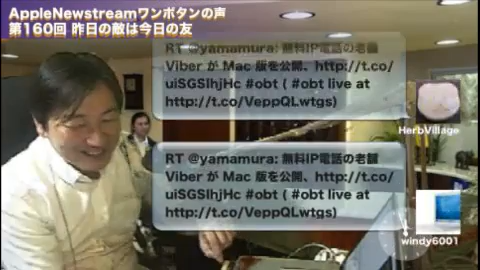 AppleNewstreamワンボタンの声
第160回 昨日の敵は今日の友
RT @yamamura: 無料IP電話の老舗
Viber が Mac 版を公開、http://t.co/
uiSGSIhjHc #obt ( #obt live at
http://t.co/VeppQLwtgs)
HerbVillage
RT @yamamura: 無料IP電話の老舗
Viber が Mac 版を公開、http://t.co/
uiSGSIhjHc #obt ( #obt live at
http://t.co/VeppQLwtgs)
windy6001